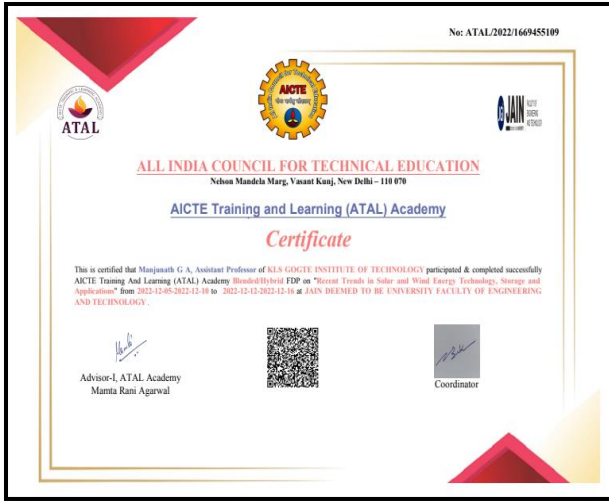 No: ATAL/2022/1669455109
ATAL
AICTE
JAIN
ALL INDIA COUNCIL FOR TECHNICAL EDUCATION
Nelson Mandela Marg, Vasant Kunj, New Delhi – 110 070
AICTE Training and Learning (ATAL) Academy
Certificate
This is certified that Manjunath G A, Assistant Professor of KLS GOGTE INSTITUTE OF TECHNOLOGY participated & completed successfully
AICTE Training And Learning (ATAL) Academy Blended/Hybrid FDP on "Recent Trends in Solar and Wind Energy Technology, Storage and
Applications" from 2022-12-05-2022-12-10 to 2022-12-12-2022-12-16 at JAIN DEEMED TO BE UNIVERSITY FACULTY OF ENGINEERING
AND TECHNOLOGY .
Advisor-I, ATAL Academy
Mamta Rani Agarwal
Coordinator